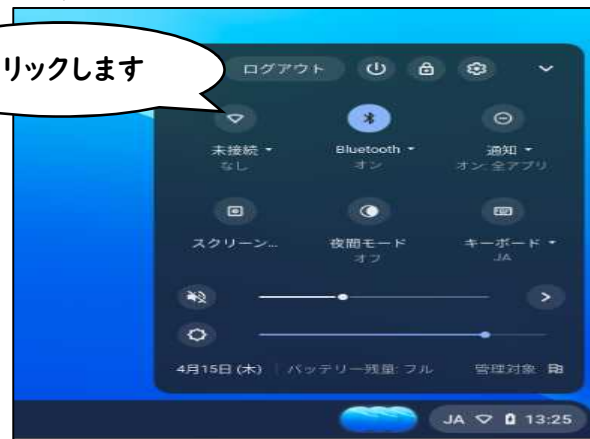 リックします
ログアウト
未接続
なし
Bluetooth
オン
通知
オン: 全アプリ
スクリーン...
夜間モード
オフ
キーボード
JA
4月15日 (木)
バッテリー残量: フル
管理対象
JA 13:25